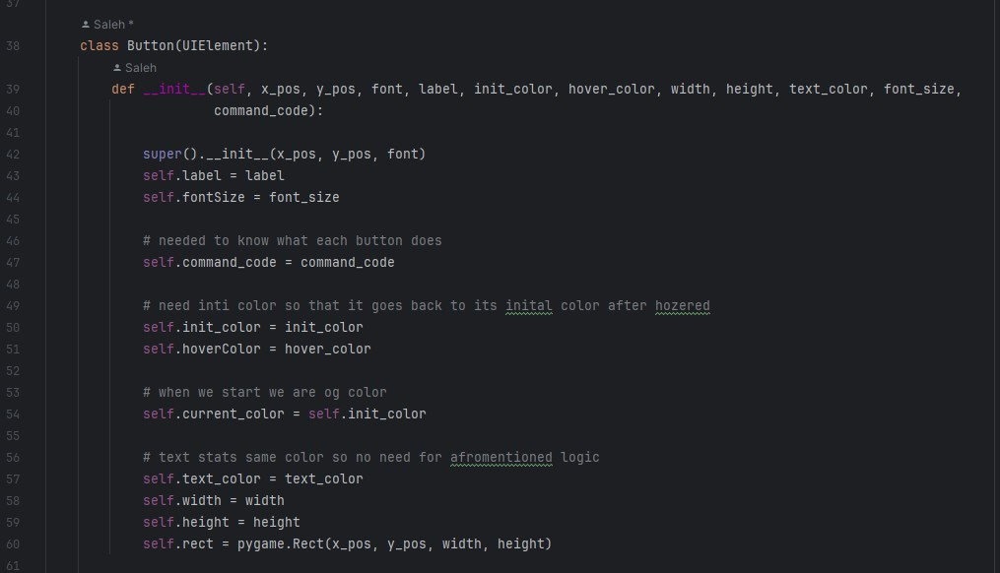 37
Saleh *
38 class Button(UIElement):
Saleh
39 def __init__(self, x_pos, y_pos, font, label, init_color, hover_color, width, height, text_color, font_size,
40 command_code):
41
42 super().__init__(x_pos, y_pos, font)
43 self.label = label
44 self.fontSize = font_size
45
46 # needed to know what each button does
47 self.command_code = command_code
48
49 # need inti color so that it goes back to its inital color after hozered
50 self.init_color = init_color
51 self.hoverColor = hover_color
52
53 # when we start we are og color
54 self.current_color = self.init_color
55
56 # text stats same color so no need for afromentioned logic
57 self.text_color = text_color
58 self.width = width
59 self.height = height
60 self.rect = pygame.Rect(x_pos, y_pos, width, height)
61